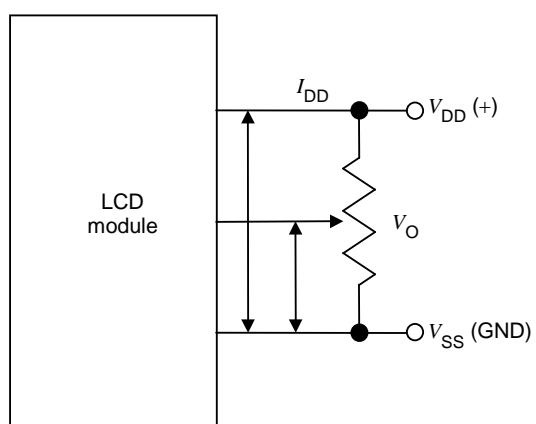 I_DD
V_DD (+)
LCD
module
V_O
V_SS (GND)